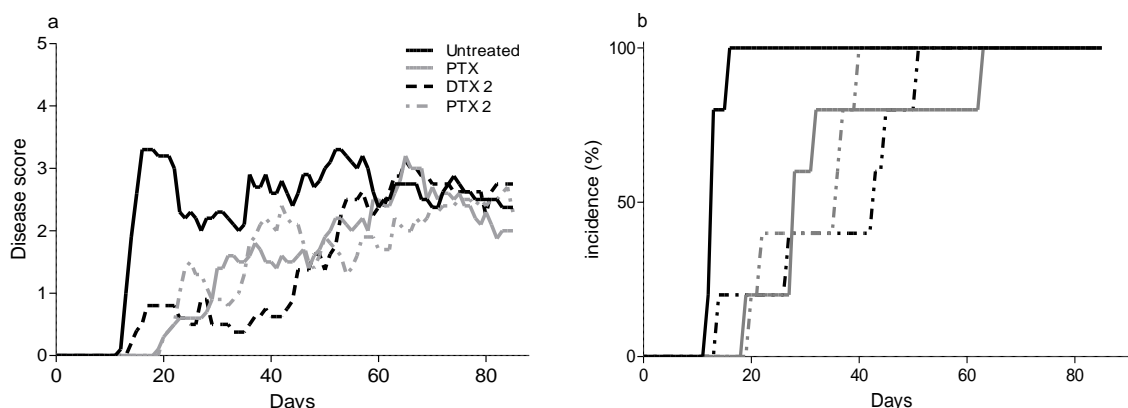 a
5
4
3
2
1
0
Disease score
0 20 40 60 80
Days
Untreated
PTX
DTX 2
PTX 2
b
100
50
0
incidence (%)
0 20 40 60 80
Days